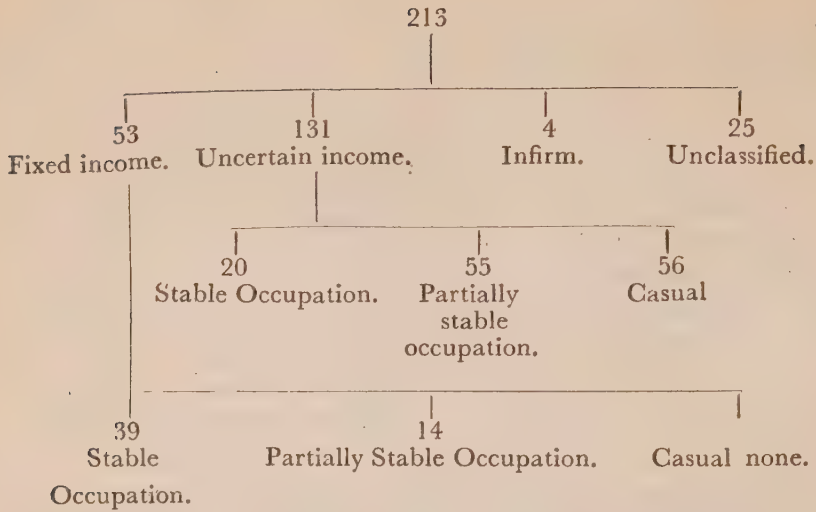 213
53 131 4 25
Fixed income. Uncertain income. Infirm. Unclassified.
20 55 56
Stable Occupation. Partially Casual
stable
occupation.
39 14
Stable Partially Stable Occupation. Casual none.
Occupation.